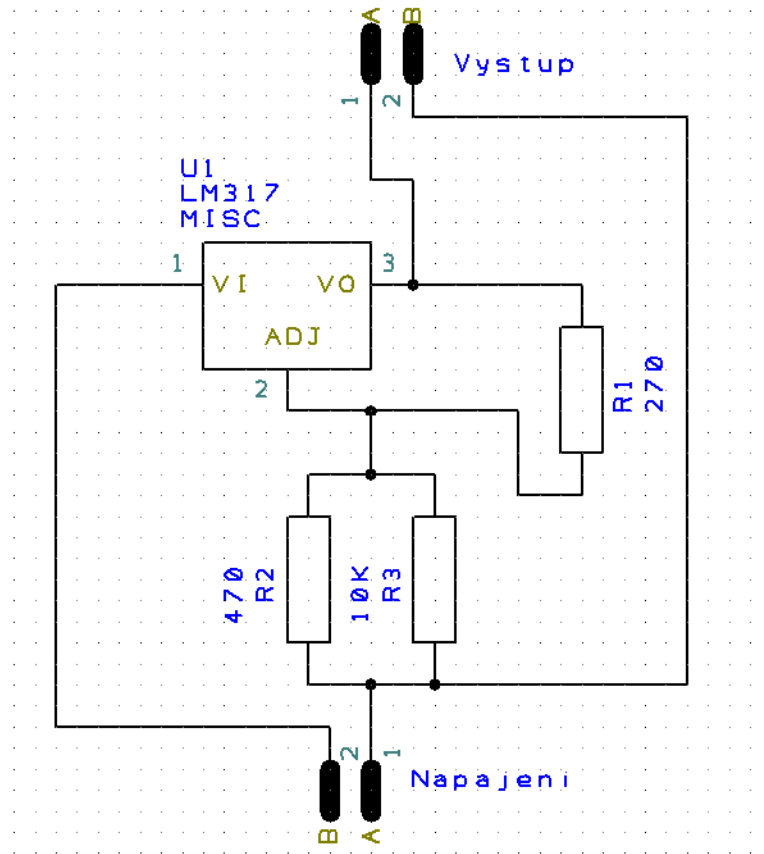 A B
Vystup
1 2
U1
LM317
MISC
1
3
VI VO
ADJ
2
R1
270
470
R2
10K
R3
2 1
Napajeni
B A